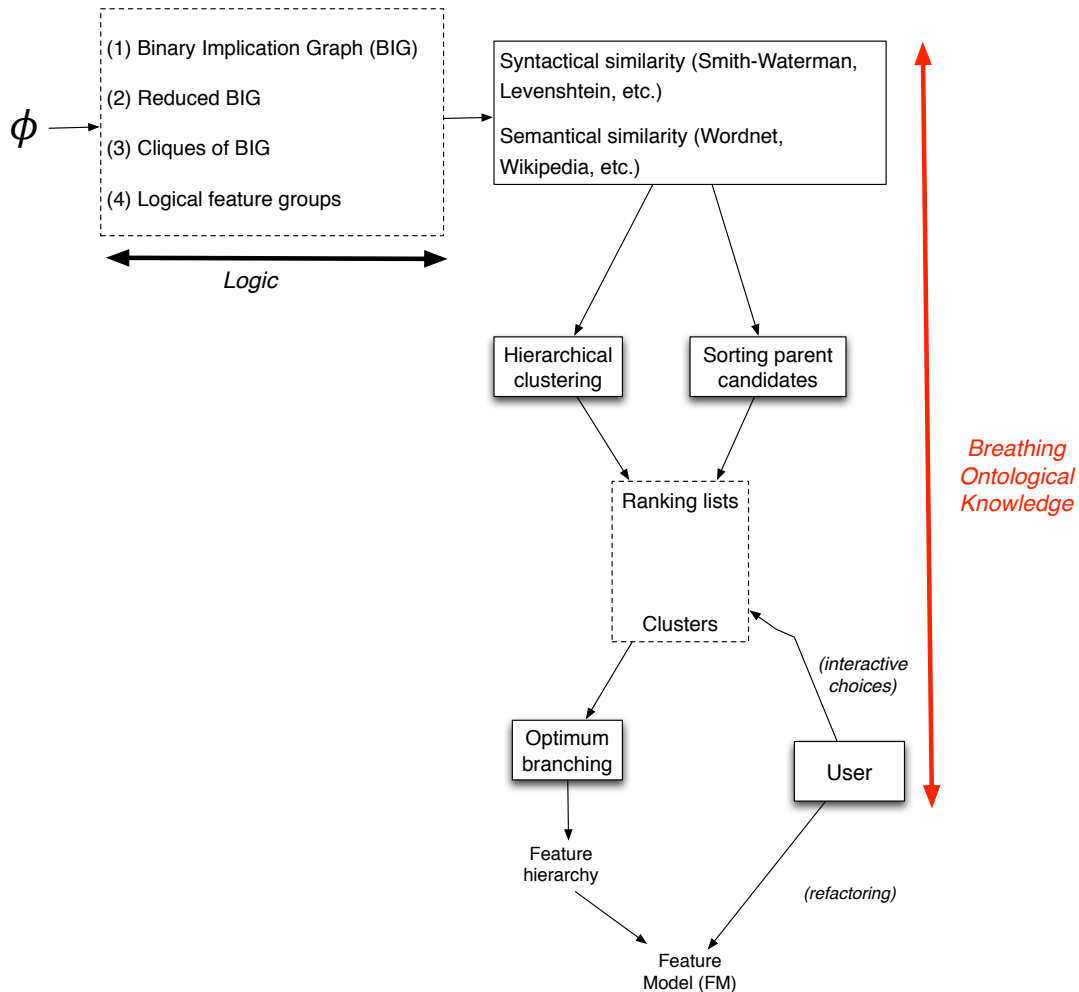 (1) Binary Implication Graph (BIG)
(2) Reduced BIG
(3) Cliques of BIG
(4) Logical feature groups
ϕ
Logic
Syntactical similarity (Smith-Waterman,
Levenshtein, etc.)
Semantical similarity (Wordnet,
Wikipedia, etc.)
Hierarchical
clustering
Sorting parent
candidates
Breathing
Ontological
Knowledge
Ranking lists
Clusters
(interactive
choices)
Optimum
branching
User
Feature
hierarchy
(refactoring)
Feature
Model (FM)